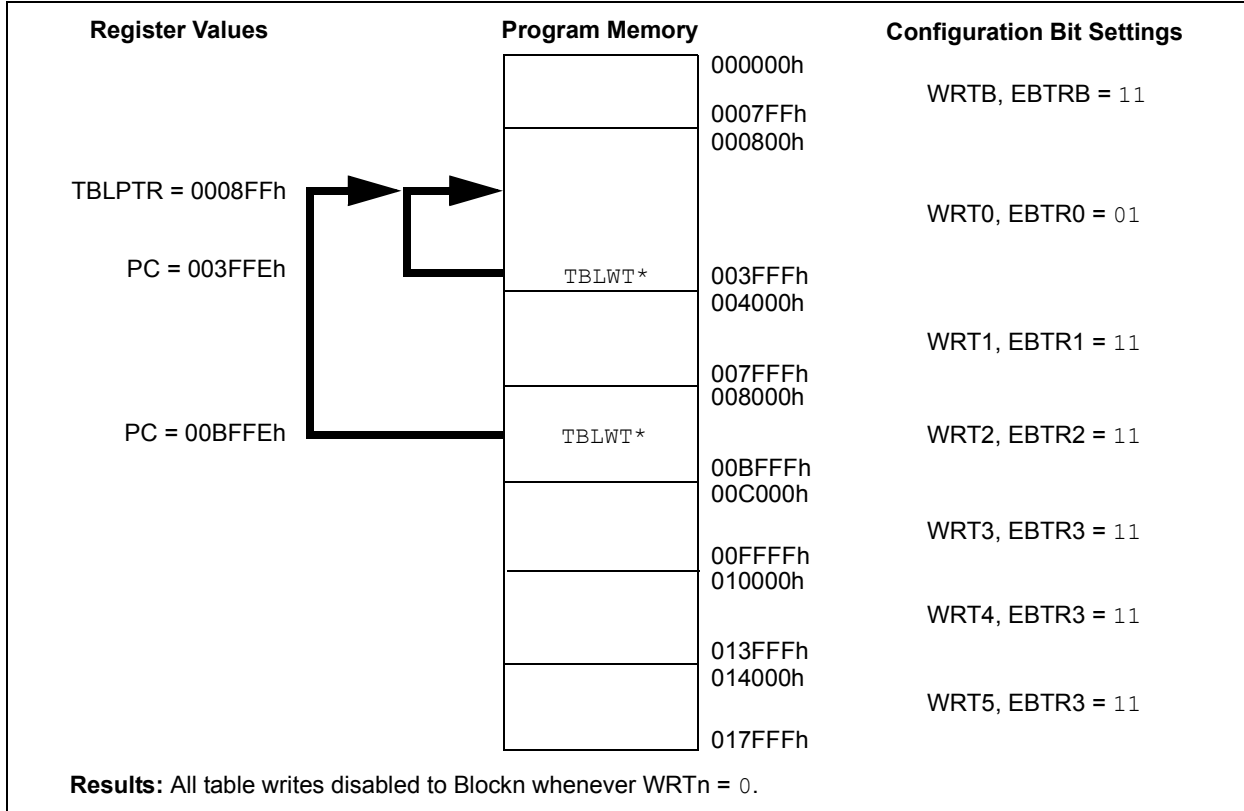 Register Values Program Memory Configuration Bit Settings
000000h
WRTB, EBTRB = 11
0007FFh
000800h
TBLPTR = 0008FFh
WRT0, EBTR0 = 01
PC = 003FFEh
TBLWT* 003FFFh
004000h
WRT1, EBTR1 = 11
007FFFh
008000h
PC = 00BFFEh TBLWT* WRT2, EBTR2 = 11
00BFFFh
00C000h
WRT3, EBTR3 = 11
00FFFFh
010000h
WRT4, EBTR3 = 11
013FFFh
014000h
WRT5, EBTR3 = 11
017FFFh
Results: All table writes disabled to Blockn whenever WRTn = 0.